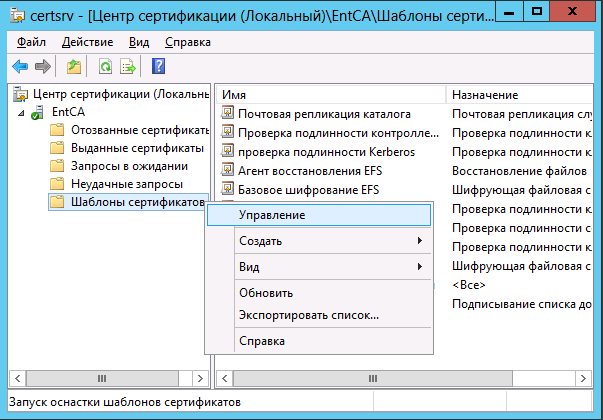 certsrv - [Центр сертификации (Локальный)\EntCA\Шаблоны серти...
Файл Действие Вид Справка
Центр сертификации (Локальн
EntCA
Отозванные сертификат
Выданные сертификаты
Запросы в ожидании
Неудачные запросы
Шаблоны сертификатов
Имя Назначение
Почтовая репликация каталога Почтовая репликация слу
Проверка подлинности контролле... Проверка подлинности к
проверка подлинности Kerberos Проверка подлинности к
Агент восстановления EFS Восстановление файлов
Базовое шифрование EFS Шифрующая файловая с
Проверка подлинности к
Проверка подлинности к
Проверка подлинности к
Шифрующая файловая с
<Все>
Подписывание списка до
Управление
Создать
Вид
Обновить
Экспортировать список...
Справка
Запуск оснастки шаблонов сертификатов